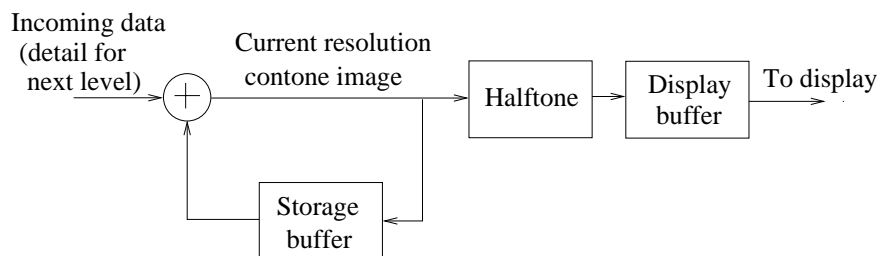 Incoming data
(detail for
next level)
+
Current resolution
contone image
Halftone
Display
buffer
To display
Storage
buffer